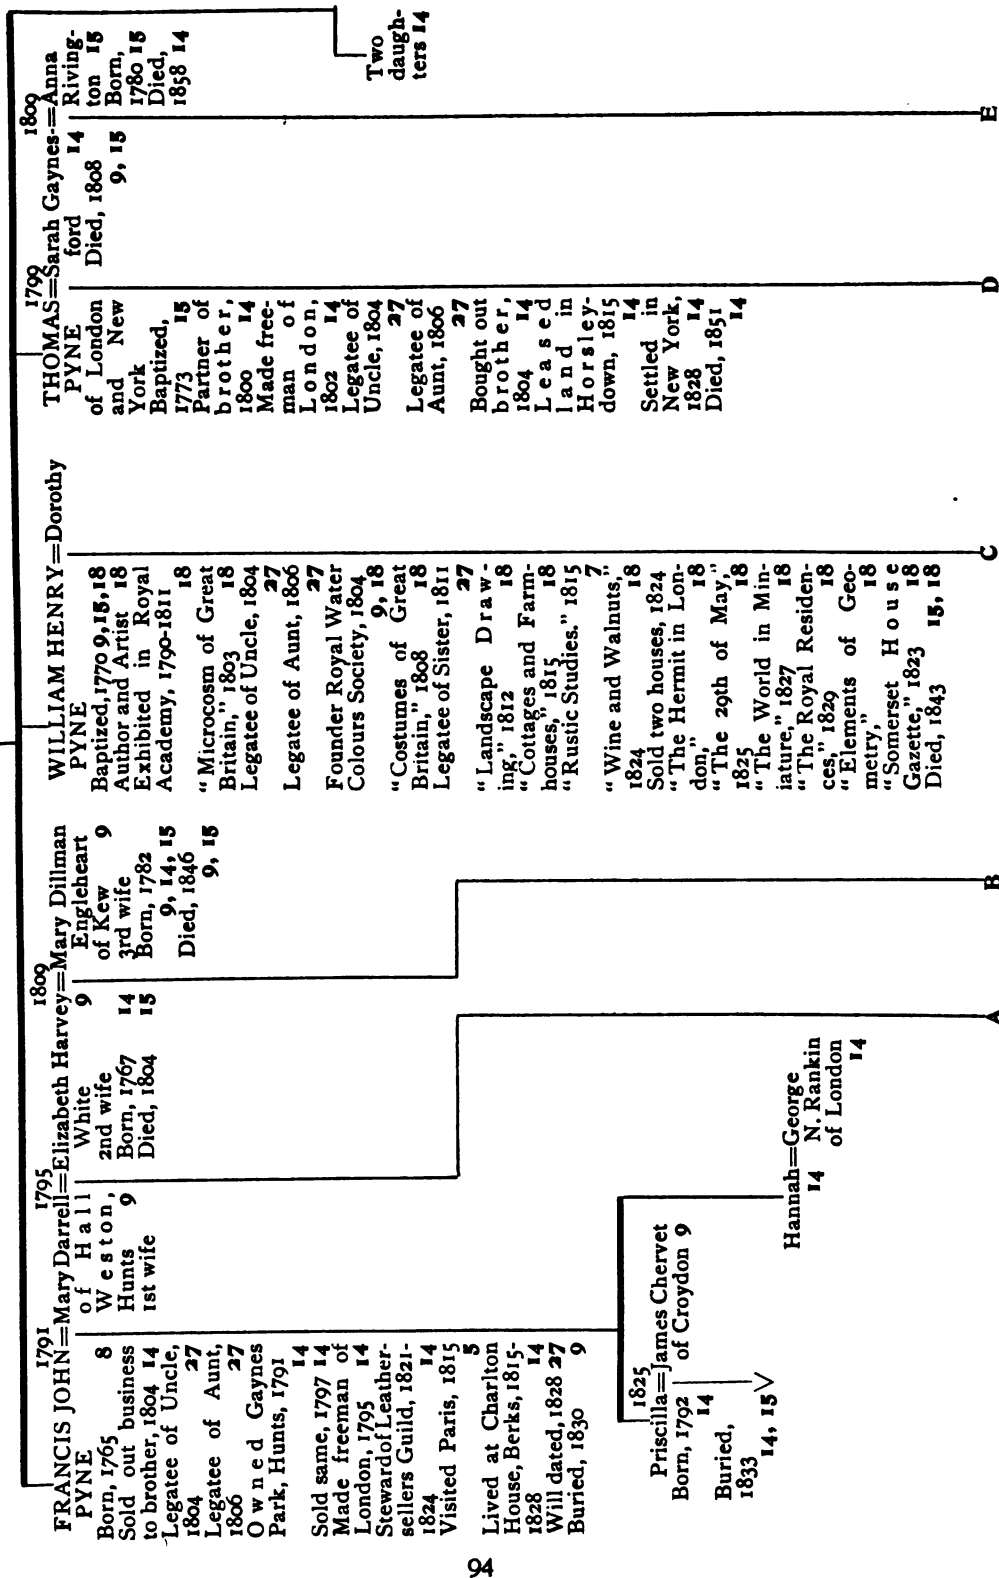 1791
FRANCIS JOHN=Mary Darrell=
PYNE
Born, 1765 8
Sold out business
to brother, 1804 14
Legatee of Uncle,
1804 27
Legatee of Aunt,
1806 27
Owned Gaynes
Park, Hunts, 1791
14
Sold same, 1797 14
Made freeman of
London, 1795 14
Steward of Leather-
sellers Guild, 1821-
1824 14
Visited Paris, 1815
5
Lived at Charlton
House, Berks, 1815-
1828 14
Will dated, 1828 27
Buried, 1830 9
of Hall
Weston,
Hunts 9
1st wife
1795
Elizabeth Harvey=
White 9
2nd wife
Born, 1767 14
Died, 1804 15
1809
Mary Dillman
Engleheart
of Kew 9
3rd wife
Born, 1782
9, 14, 15
Died, 1846
9, 15
1825
Priscilla=James Chervet
Born, 1792 of Croydon 9
14
Buried,
1833
14, 15
Hannah=George
14 N. Rankin
of London
14
A
B
WILLIAM HENRY=Dorothy
PYNE
Baptized, 1770 9, 15, 18
Author and Artist 18
Exhibited in Royal
Academy, 1790-1811
18
"Microcosm of Great
Britain," 1803 18
Legatee of Uncle, 1804
27
Legatee of Aunt, 1806
27
Founder Royal Water
Colours Society, 1804
9, 18
"Costumes of Great
Britain," 1808 18
Legatee of Sister, 1811
27
"Landscape Draw-
ing," 1812 18
"Cottages and Farm-
houses," 1815 18
"Rustic Studies." 1815
7
"Wine and Walnuts,"
1824 18
Sold two houses, 1824
"The Hermit in Lon-
don," 18
"The 29th of May,"
1825 18
"The World in Min-
iature," 1827 18
"The Royal Residen-
ces," 1829 18
"Elements of Geo-
metry," 18
"Somerset House
Gazette," 1823 18
Died, 1843 15, 18
C
1799
THOMAS=Sarah Gaynes-=
PYNE
of London
and New
York
Baptized,
1773 15
Partner of
brother,
1800 14
Made free-
man of
London,
1802 14
Legatee of
Uncle, 1804
27
Legatee of
Aunt, 1806
27
Bought out
brother,
1804 14
Leased
land in
Horsley-
down, 1815
14
Settled in
New York,
1828 14
Died, 1851
14
ford 14
Died, 1808
9, 15
1809
Anna
Riving-
ton 15
Born,
1780 15
Died,
1858 14
Two
daugh-
ters 14
D
E
94